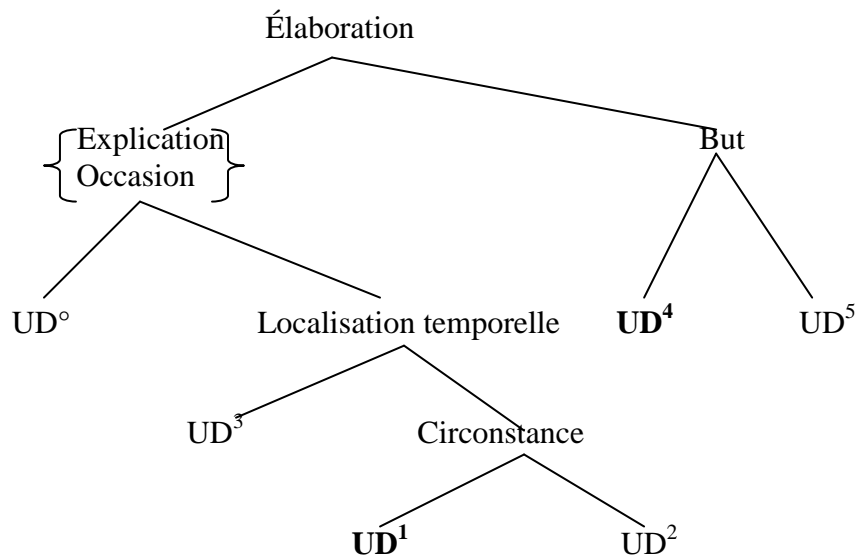 Élaboration
Explication But
Occasion
UD° Localisation temporelle UD⁴ UD⁵
UD³ Circonstance
UD¹ UD²